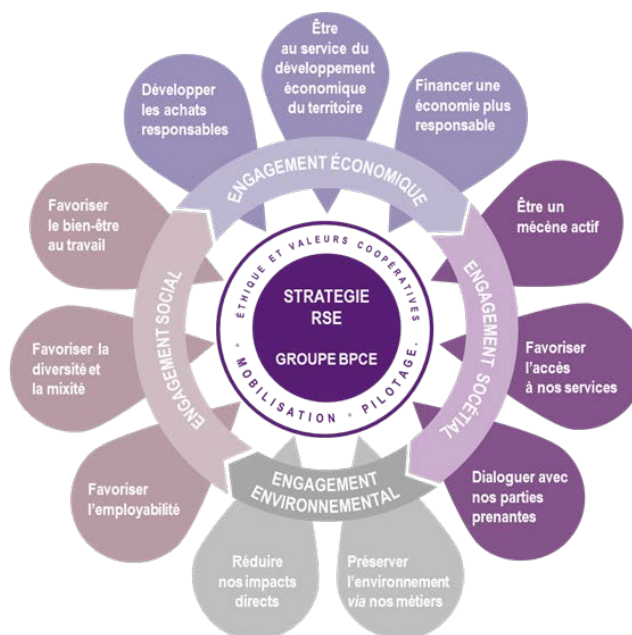 Être
au service du
développement
économique
du territoire
Financer une
économie plus
responsable
Être un
mécène actif
Favoriser
l'accès
à nos services
Dialoguer avec
nos parties
prenantes
Préserver
l'environnement
via nos métiers
Réduire
nos impacts
directs
Favoriser
l'employabilité
Favoriser la
diversité et
la mixité
Favoriser
le bien-être
au travail
Développer
les achats
responsables
ENGAGEMENT ÉCONOMIQUE
ENGAGEMENT SOCIÉTIAL
ENGAGEMENT
ENVIRONNEMENTAL
ENGAGEMENT SOCIAL
ÉTHIQUE ET VALEURS COOPÉRATIVES
• MOBILISATION • PILOTAGE •
STRATEGIE
RSE
GROUPE BPCE